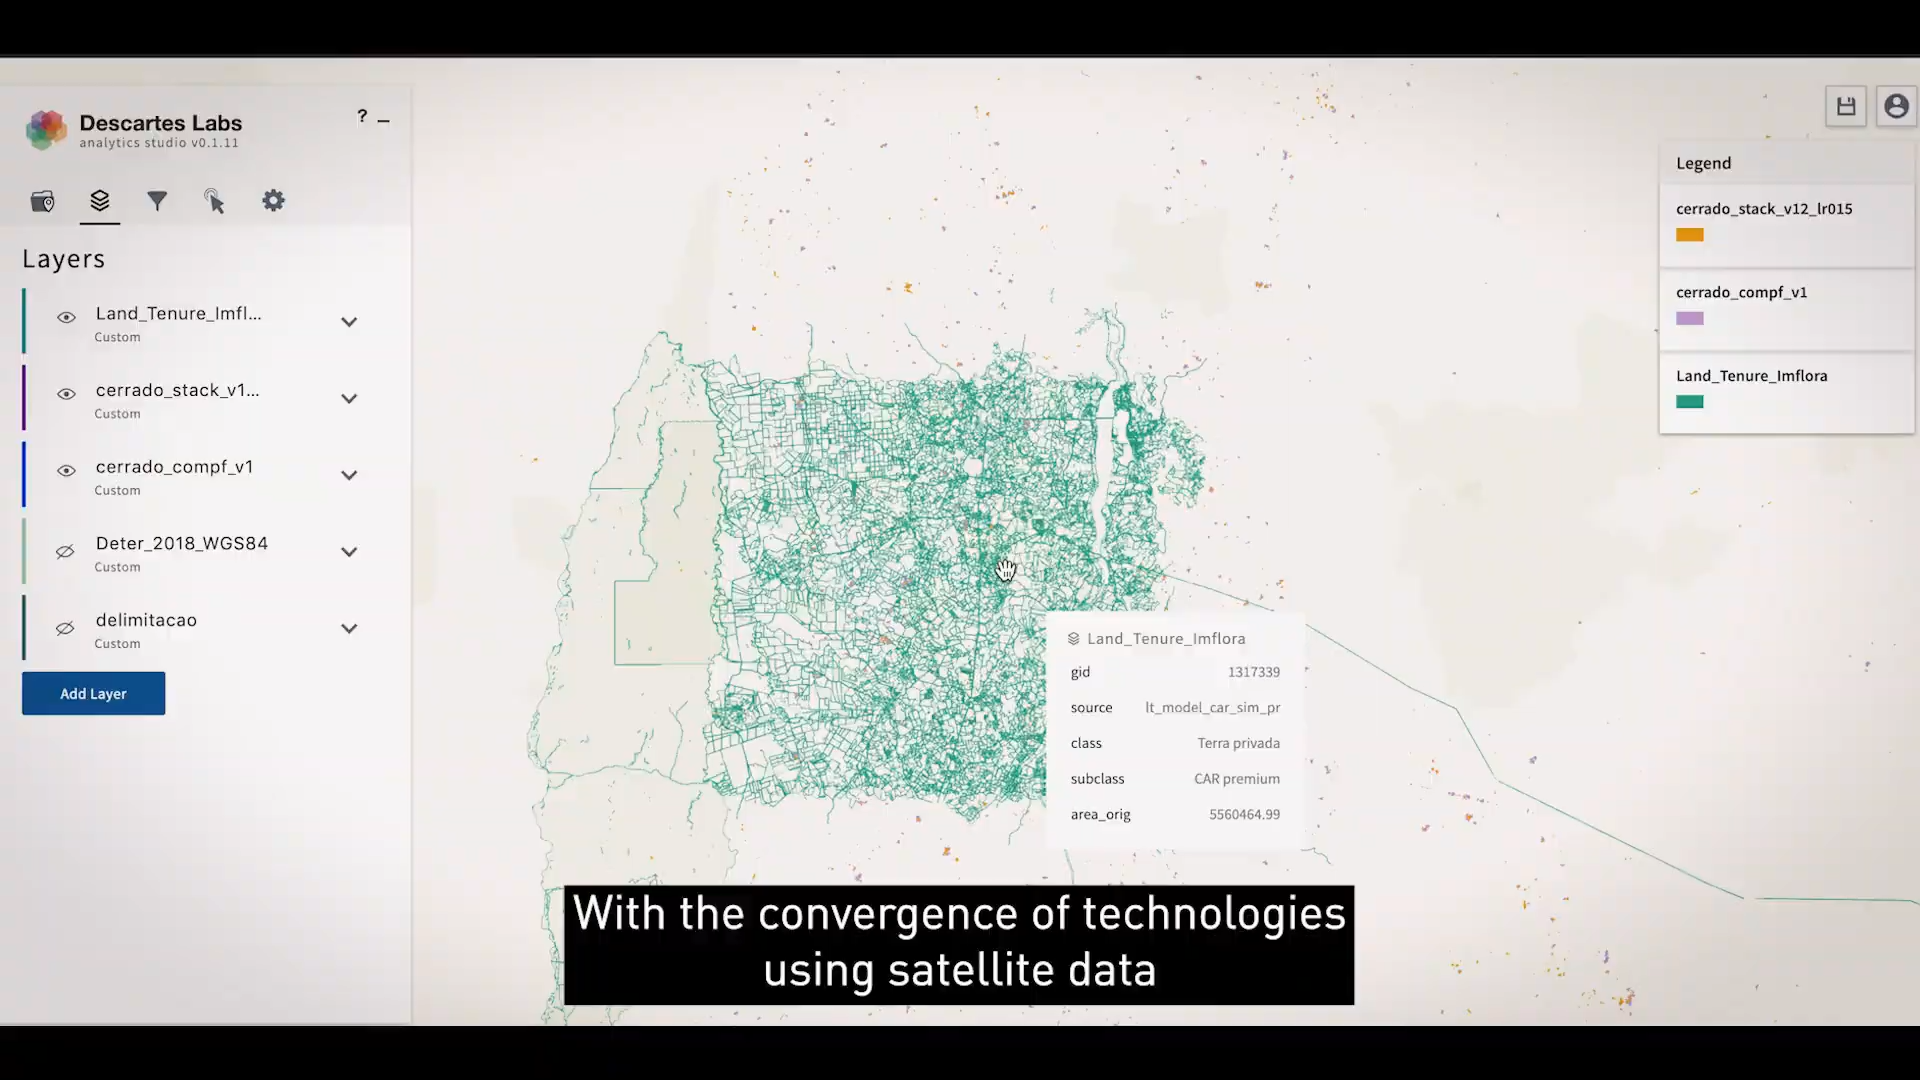 Descartes Labs
analytics studio v0.1.11
? _
Layers
Land_Tenure_Imfl...
Custom
cerrado_stack_v1...
Custom
cerrado_compf_v1
Custom
Deter_2018_WGS84
Custom
delimitacao
Custom
Add Layer
Legend
cerrado_stack_v12_lr015
cerrado_compf_v1
Land_Tenure_Imflora
Land_Tenure_Imflora
gid 1317339
source lt_model_car_sim_pr
class Terra privada
subclass CAR premium
area_orig 5560464.99
With the convergence of technologies
using satellite data